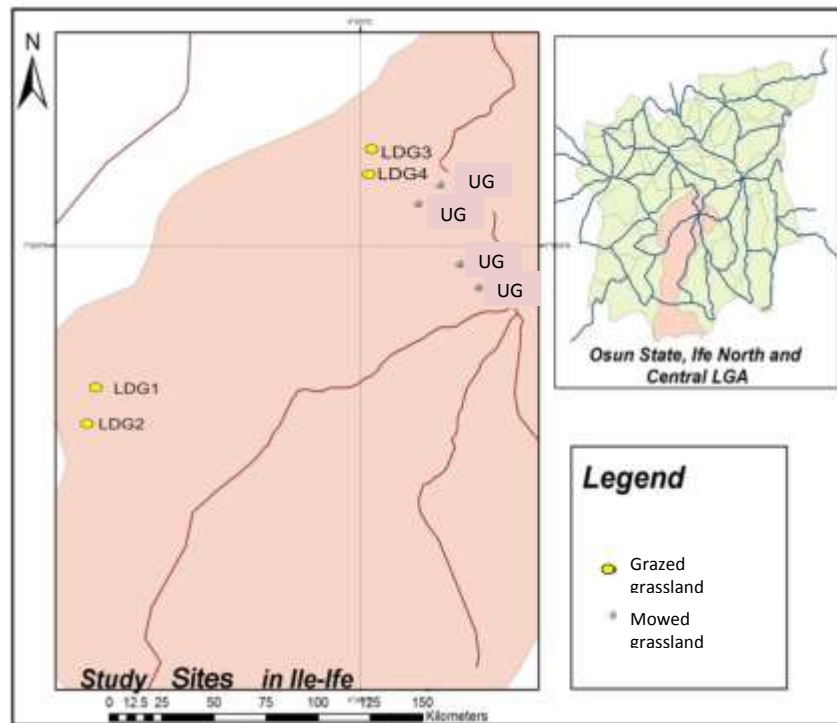 N
LDG3
LDG4
UG
UG
UG
UG
LDG1
LDG2
Study Sites in Ile-Ife
0 12.5 25 50 75 100 125 150
Kilometers
Osun State, Ife North and
Central LGA
Legend
Grazed
grassland
Mowed
grassland